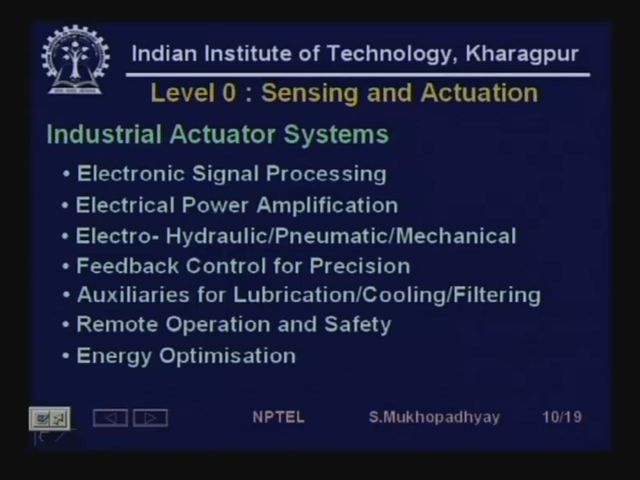 Indian Institute of Technology, Kharagpur
Level 0 : Sensing and Actuation
Industrial Actuator Systems
• Electronic Signal Processing
• Electrical Power Amplification
• Electro- Hydraulic/Pneumatic/Mechanical
• Feedback Control for Precision
• Auxiliaries for Lubrication/Cooling/Filtering
• Remote Operation and Safety
• Energy Optimisation
NPTEL S.Mukhopadhyay 10/19